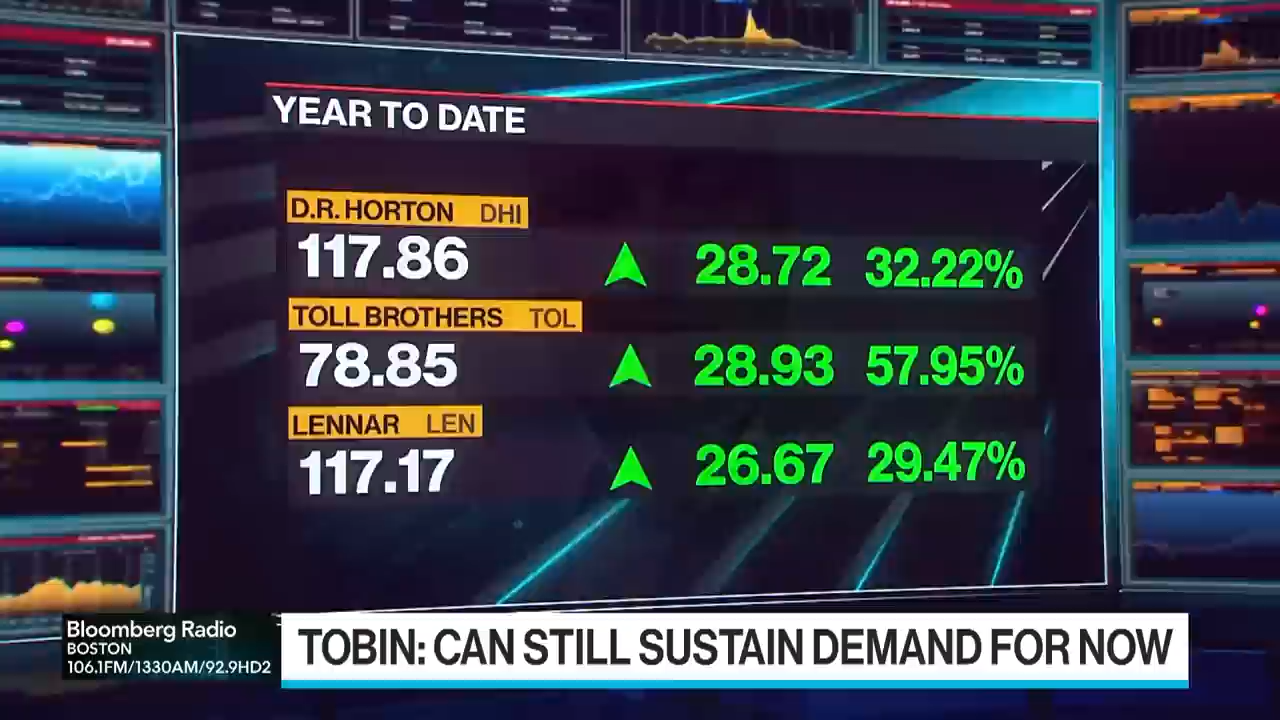 YEAR TO DATE
D.R. HORTON DHI
117.86 28.72 32.22%
TOLL BROTHERS TOL
78.85 28.93 57.95%
LENNAR LEN
117.17 26.67 29.47%
Bloomberg Radio
BOSTON
106.1FM/1330AM/92.9HD2
TOBIN: CAN STILL SUSTAIN DEMAND FOR NOW